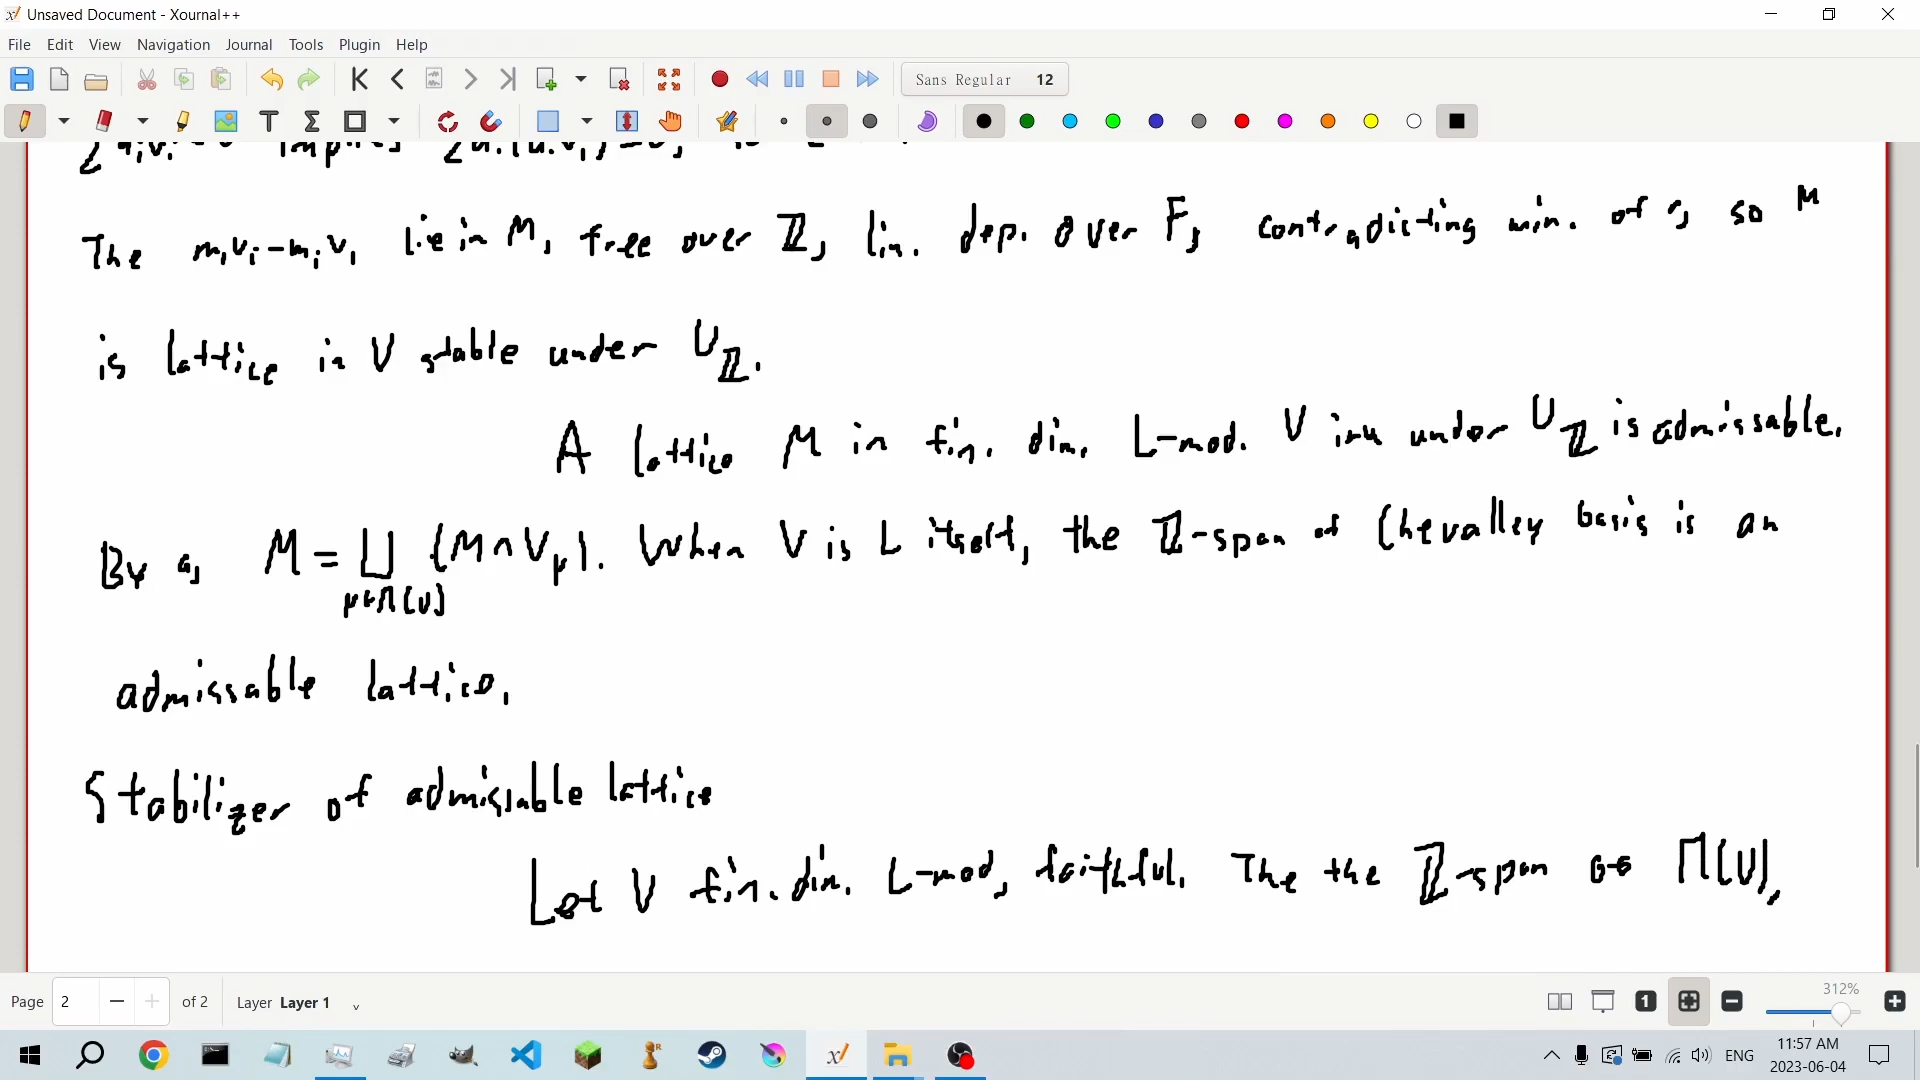 Unsaved Document - Xournal++
File Edit View Navigation Journal Tools Plugin Help
Sans Regular 12
implies
The m₁vᵢ-mᵢv₁ lie in M, free over ℤ, lin. dep. over F, contradicting min. of r, so M
is lattice in V stable under U_ℤ.
A lattice M in fin. dim. L-mod. V inv under U_ℤ is admissable.
By a, M = ∐ (M∩V_μ). When V is L itself, the ℤ-span of Chevalley basis is an
μ∈Π(V)
admissable lattice.
Stabilizer of admissable lattice
Let V fin. dim. L-mod, faithful. The the ℤ-span of Π(V),
Page 2 of 2 Layer Layer 1 312%
ENG 11:57 AM
2023-06-04